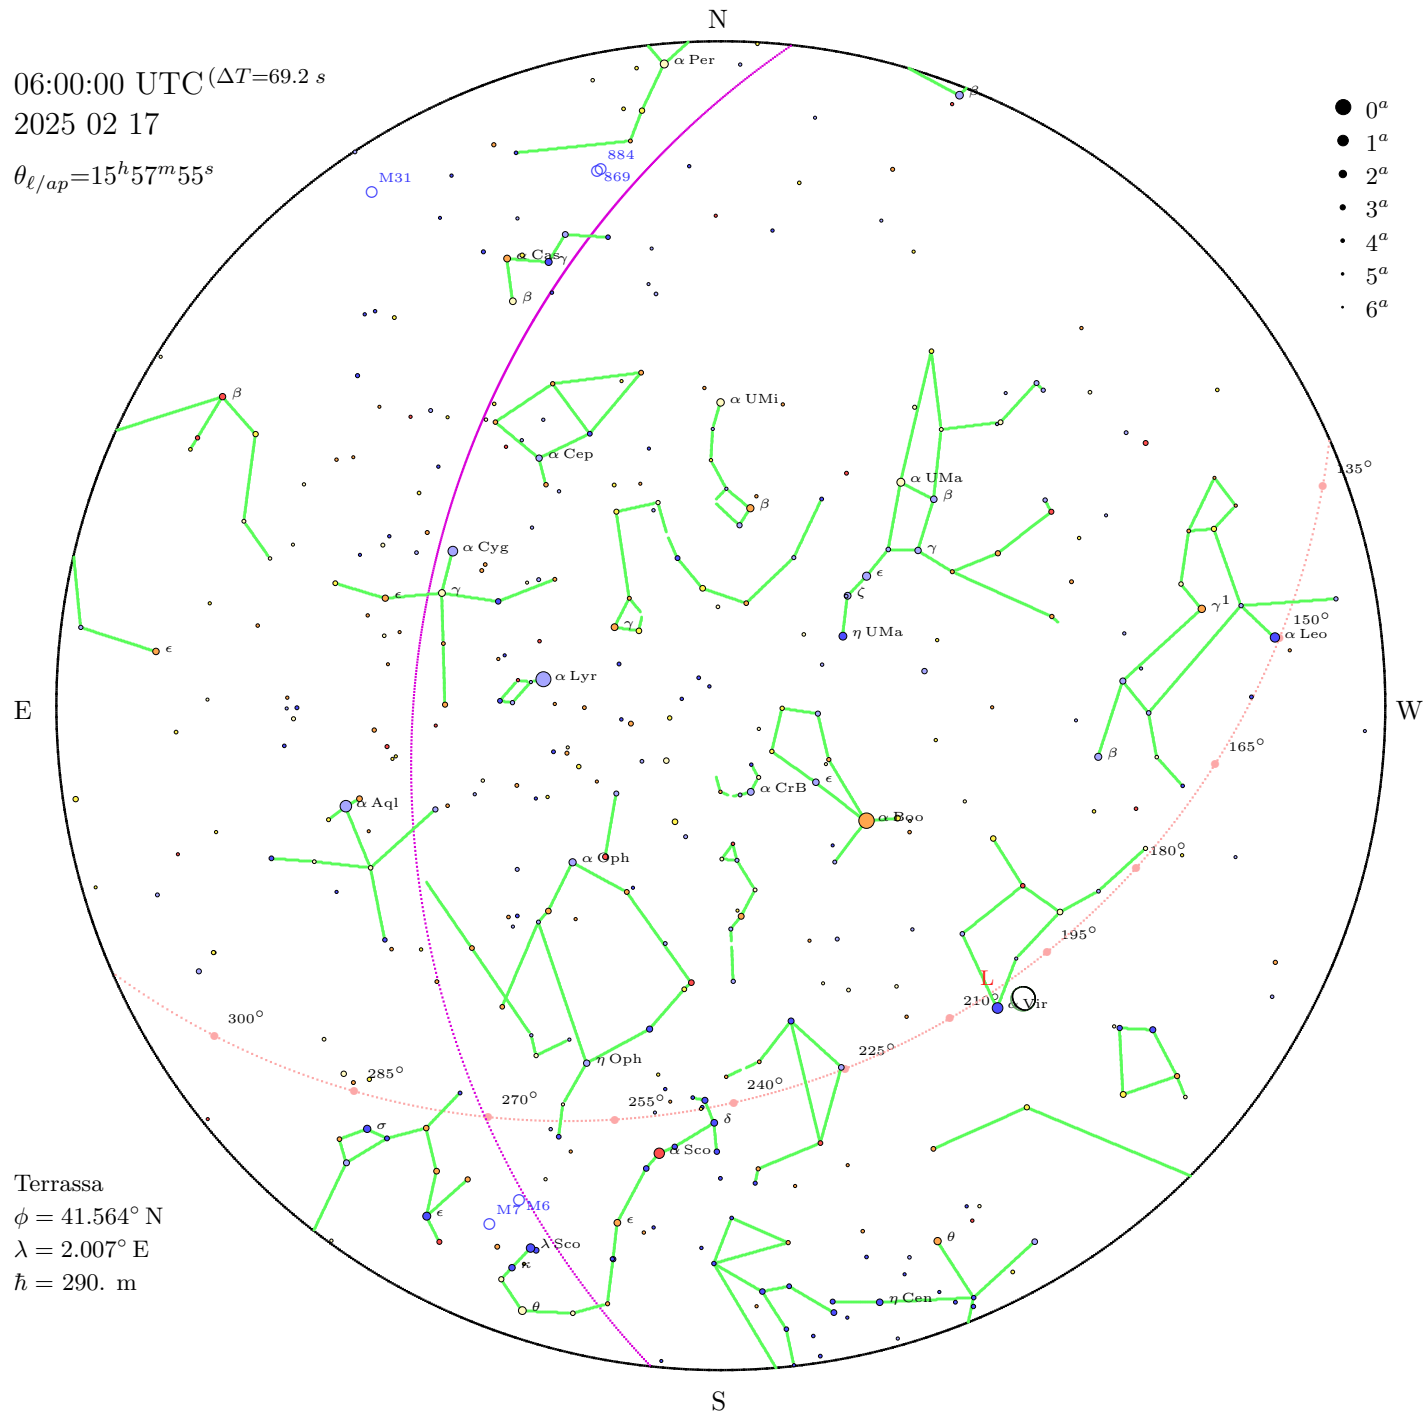 N
06:00:00 UTC (ΔT=69.2 s
2025 02 17
θℓ/ap=15h57m55s
0a
1a
2a
3a
4a
5a
6a
α Per
β
884
869
M31
α Cas
γ
β
β
α UMi
α Cep
β
α UMa
β
135°
α Cyg
γ
ϵ
γ
ϵ
ζ
η UMa
γ
γ1
150°
α Leo
ϵ
α Lyr
E
W
165°
β
α CrB
ϵ
α Aql
α Boo
α Oph
180°
195°
L
210°
α Vir
300°
225°
η Oph
285°
270°
255°
240°
σ
δ
α Sco
Terrassa
ϕ = 41.564° N
λ = 2.007° E
ℏ = 290. m
M7
M6
ϵ
ϵ
λ Sco
κ
θ
θ
η Cen
S